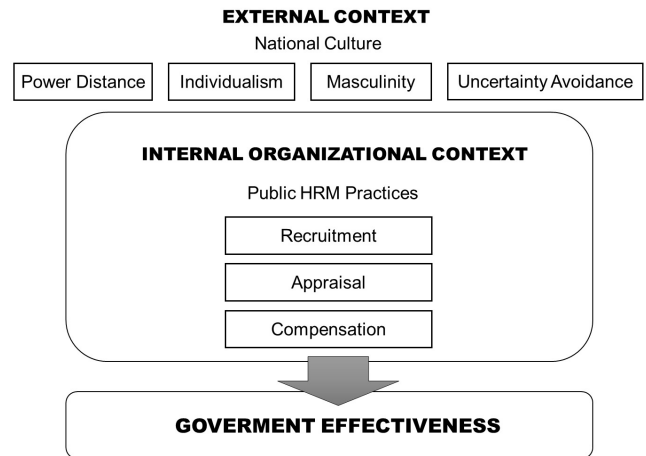 EXTERNAL CONTEXT
National Culture
Power Distance
Individualism
Masculinity
Uncertainty Avoidance
INTERNAL ORGANIZATIONAL CONTEXT
Public HRM Practices
Recruitment
Appraisal
Compensation
GOVERMENT EFFECTIVENESS